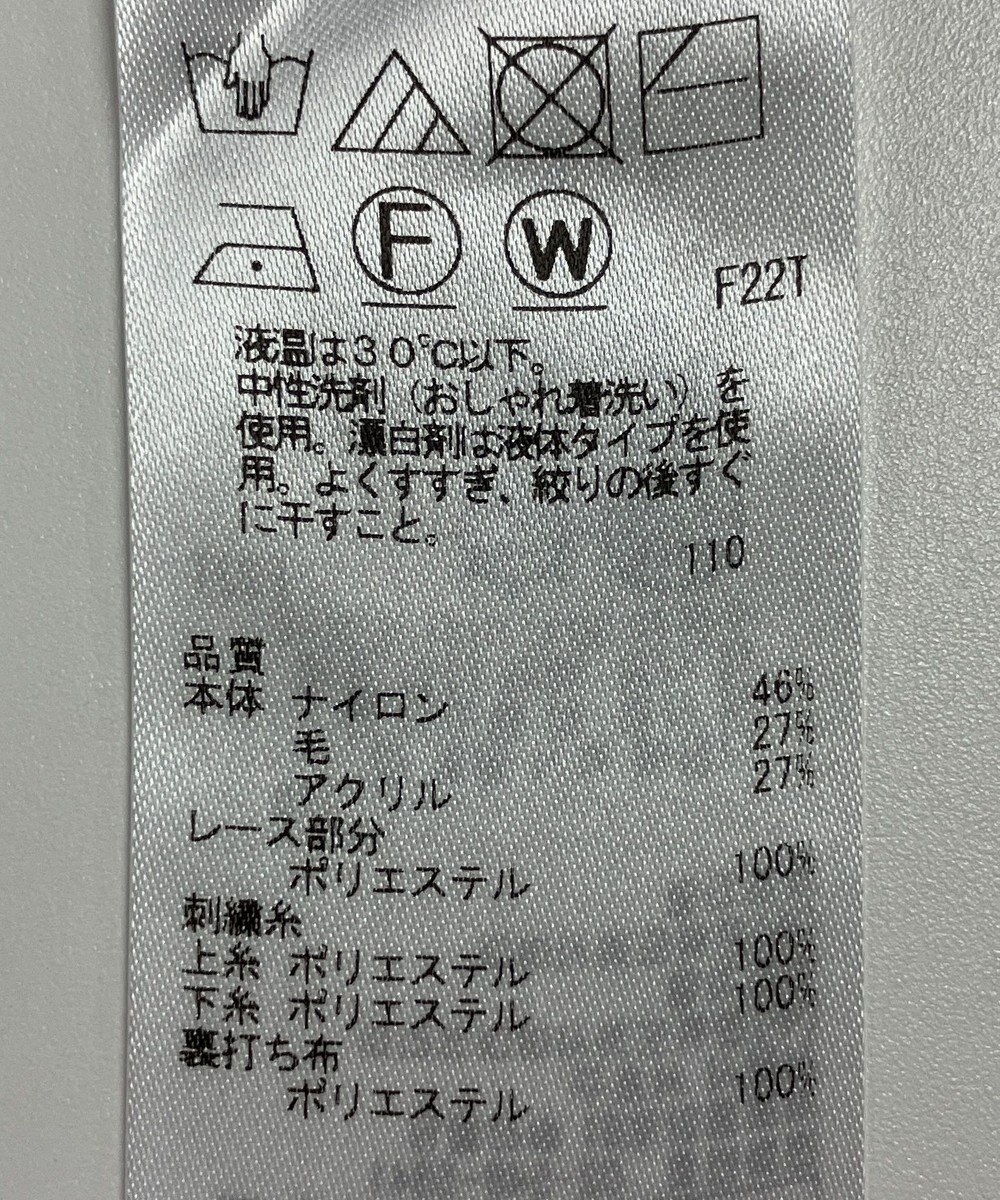 F
W
F22T
液温は30℃以下。
中性洗剤（おしゃれ着洗い）を
使用。漂白剤は液体タイプを使
用。よくすすぎ、絞りの後すぐ
に干すこと。
110
品質
本体 ナイロン 46%
毛 27%
アクリル 27%
レース部分
ポリエステル 100%
刺繍糸
上糸 ポリエステル 100%
下糸 ポリエステル 100%
裏打ち布
ポリエステル 100%